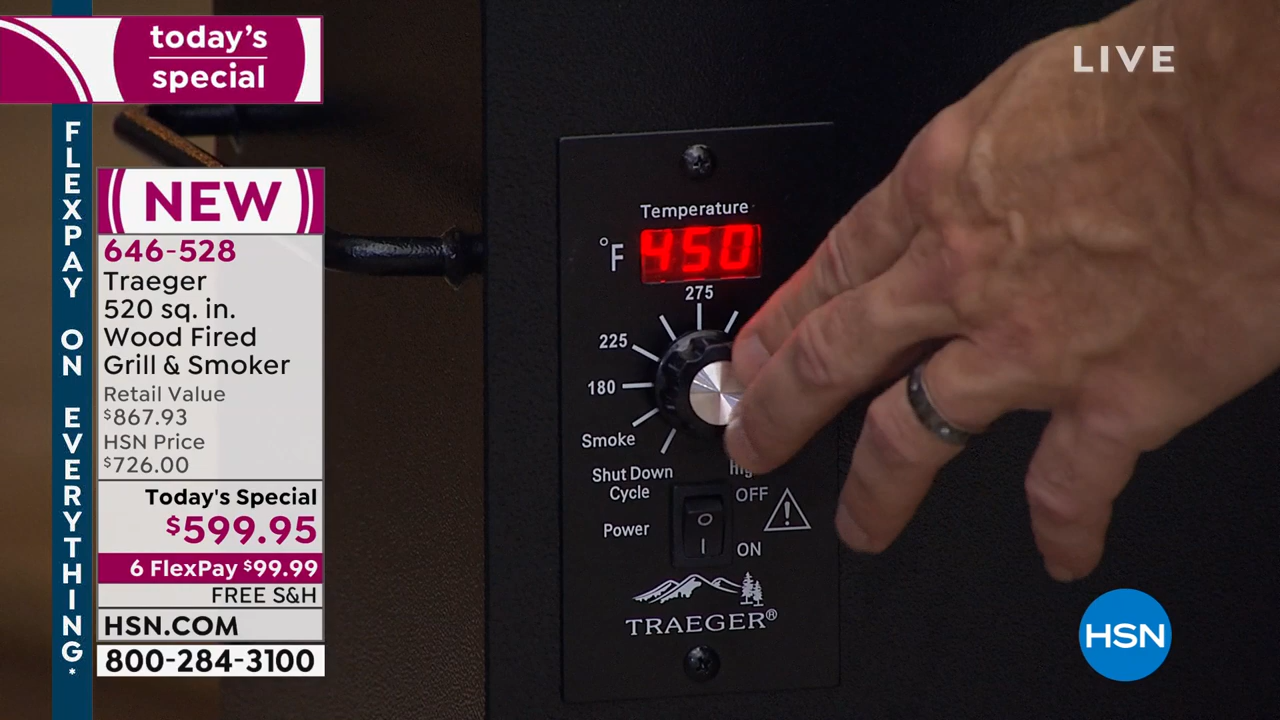 today's
special
LIVE
FLEXPAY ON EVERYTHING*
NEW
646-528
Traeger
520 sq. in.
Wood Fired
Grill & Smoker
Retail Value
$867.93
HSN Price
$726.00
Today's Special
$599.95
6 FlexPay $99.99
FREE S&H
HSN.COM
800-284-3100
Temperature
°F 450
275
225
180
Smoke
Shut Down
Cycle
OFF
Power
ON
TRAEGER®
HSN